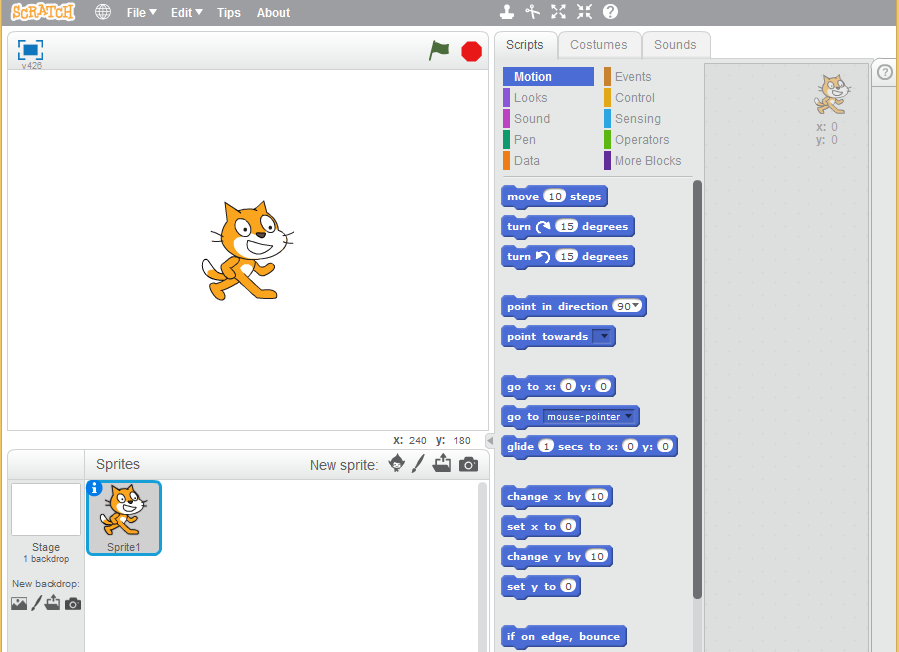 SCRATCH File Edit Tips About
v426
Scripts Costumes Sounds
Motion Events
Looks Control
Sound Sensing
Pen Operators
Data More Blocks
x: 0
y: 0
move 10 steps
turn 15 degrees
turn 15 degrees
point in direction 90
point towards
go to x: 0 y: 0
go to mouse-pointer
glide 1 secs to x: 0 y: 0
change x by 10
set x to 0
change y by 10
set y to 0
if on edge, bounce
X: 240 y: 180
Sprites New sprite:
Sprite1
Stage
1 backdrop
New backdrop: